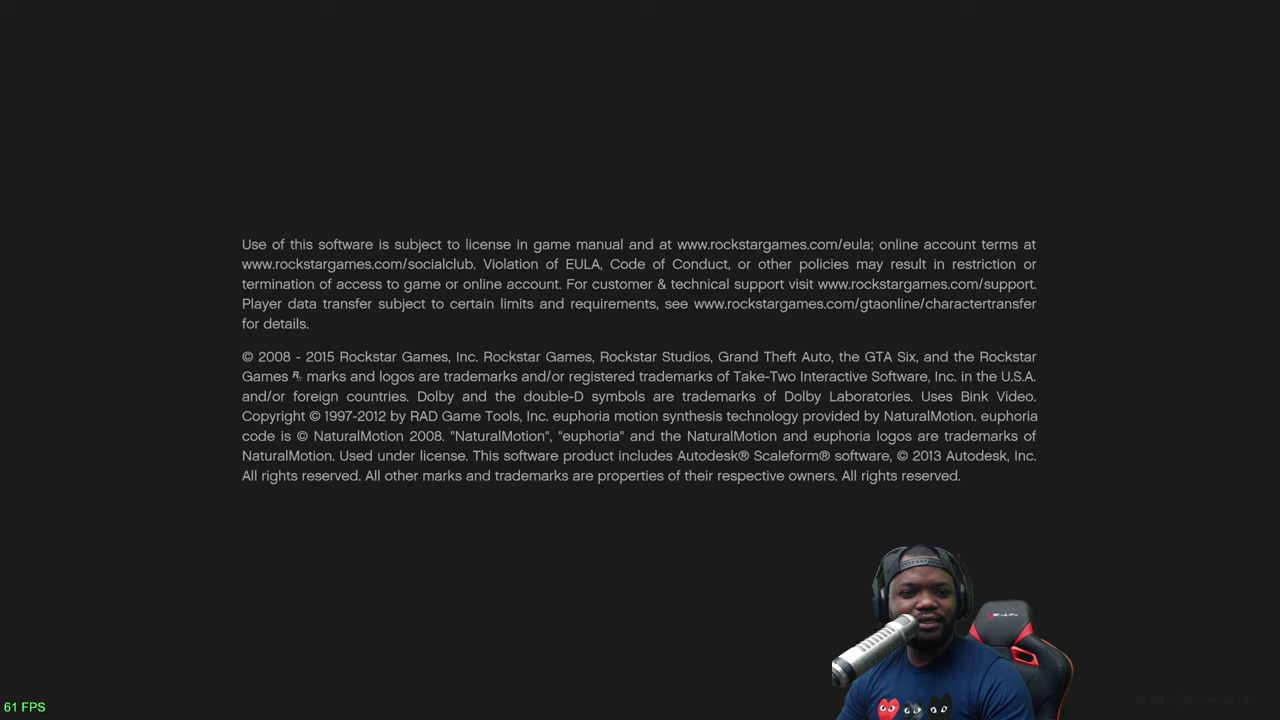 Use of this software is subject to license in game manual and at www.rockstargames.com/eula; online account terms at
www.rockstargames.com/socialclub. Violation of EULA, Code of Conduct, or other policies may result in restriction or
termination of access to game or online account. For customer & technical support visit www.rockstargames.com/support.
Player data transfer subject to certain limits and requirements, see www.rockstargames.com/gtaonline/charactertransfer
for details.
© 2008 - 2015 Rockstar Games, Inc. Rockstar Games, Rockstar Studios, Grand Theft Auto, the GTA Six, and the Rockstar
Games R* marks and logos are trademarks and/or registered trademarks of Take-Two Interactive Software, Inc. in the U.S.A.
and/or foreign countries. Dolby and the double-D symbols are trademarks of Dolby Laboratories. Uses Bink Video.
Copyright © 1997-2012 by RAD Game Tools, Inc. euphoria motion synthesis technology provided by NaturalMotion. euphoria
code is © NaturalMotion 2008. "NaturalMotion", "euphoria" and the NaturalMotion and euphoria logos are trademarks of
NaturalMotion. Used under license. This software product includes Autodesk® Scaleform® software, © 2013 Autodesk, Inc.
All rights reserved. All other marks and trademarks are properties of their respective owners. All rights reserved.
61 FPS